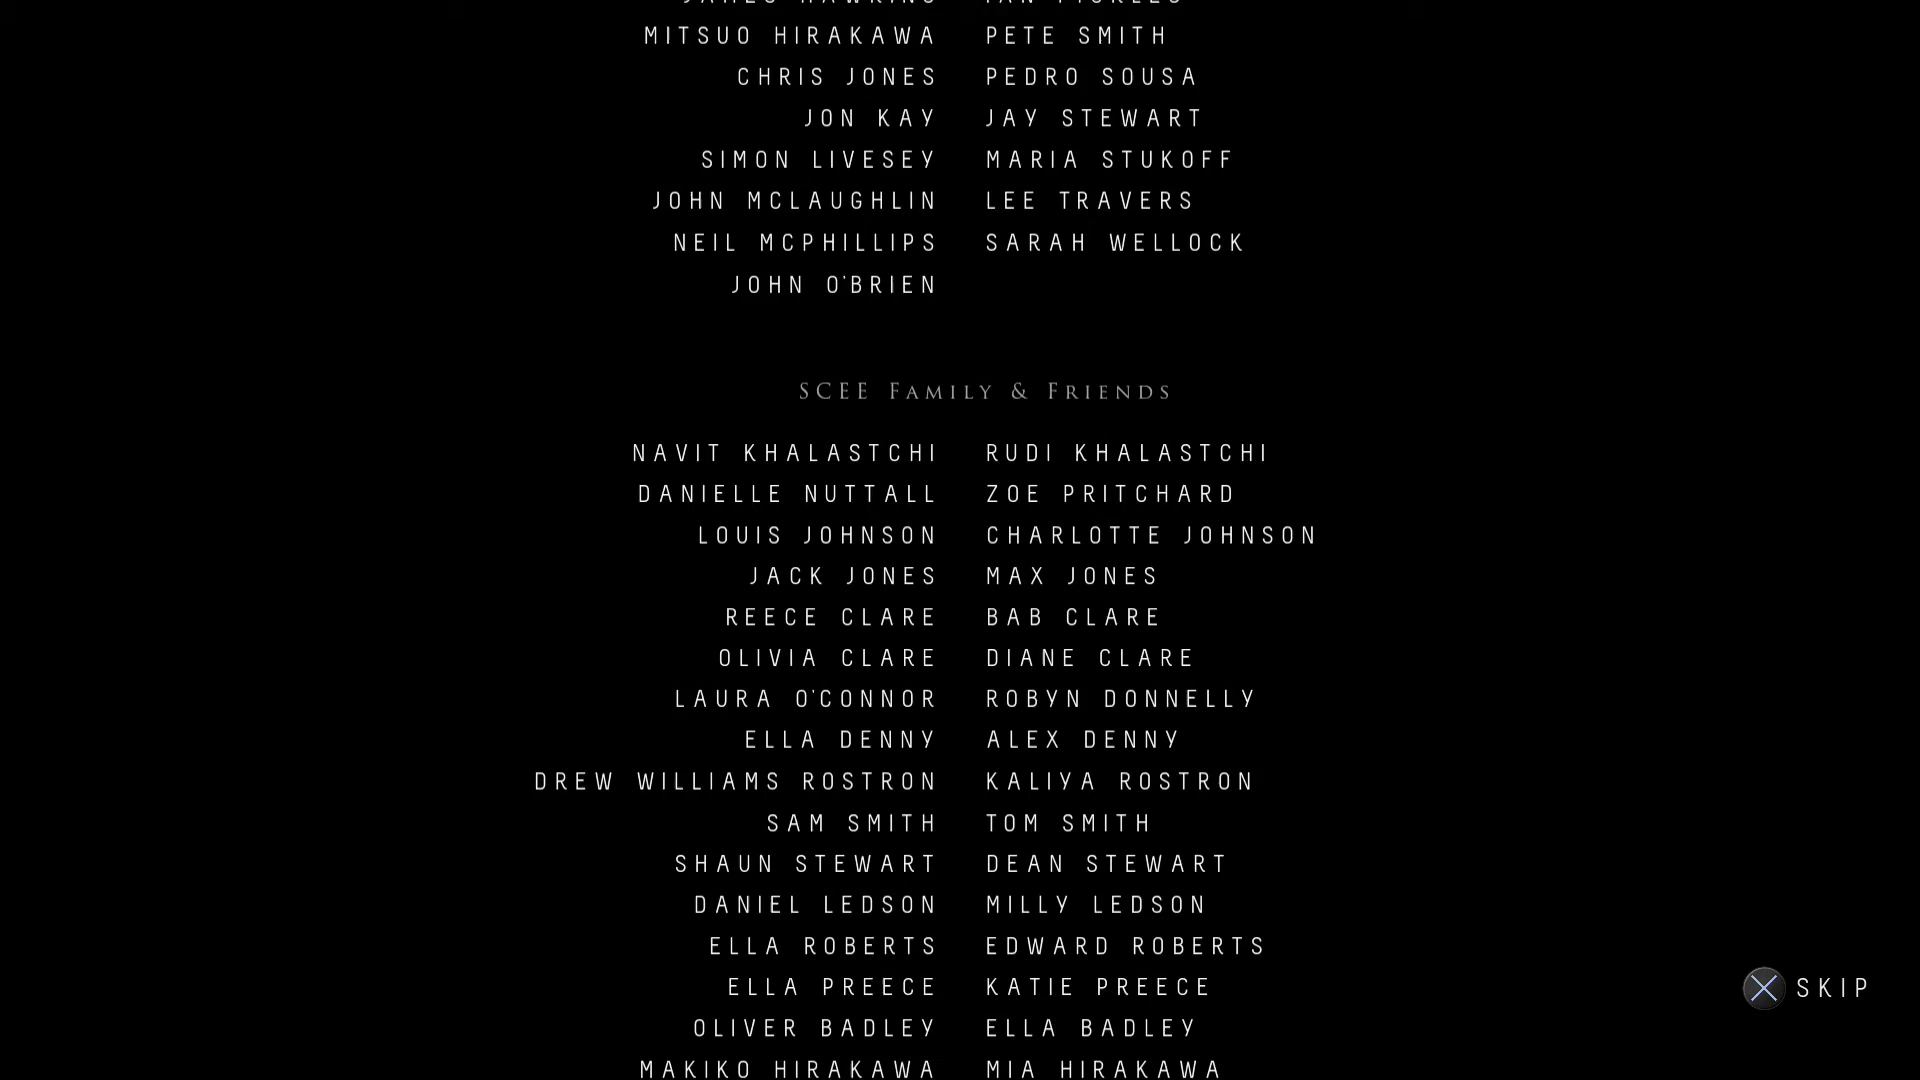 JAMES HAWKINS IAN PICKLES
MITSUO HIRAKAWA PETE SMITH
CHRIS JONES PEDRO SOUSA
JON KAY JAY STEWART
SIMON LIVESEY MARIA STUKOFF
JOHN MCLAUGHLIN LEE TRAVERS
NEIL MCPHILLIPS SARAH WELLOCK
JOHN O'BRIEN
SCEE FAMILY & FRIENDS
NAVIT KHALASTCHI RUDI KHALASTCHI
DANIELLE NUTTALL ZOE PRITCHARD
LOUIS JOHNSON CHARLOTTE JOHNSON
JACK JONES MAX JONES
REECE CLARE BAB CLARE
OLIVIA CLARE DIANE CLARE
LAURA O'CONNOR ROBYN DONNELLY
ELLA DENNY ALEX DENNY
DREW WILLIAMS ROSTRON KALIYA ROSTRON
SAM SMITH TOM SMITH
SHAUN STEWART DEAN STEWART
DANIEL LEDSON MILLY LEDSON
ELLA ROBERTS EDWARD ROBERTS
ELLA PREECE KATIE PREECE
SKIP
OLIVER BADLEY ELLA BADLEY
MAKIKO HIRAKAWA MIA HIRAKAWA